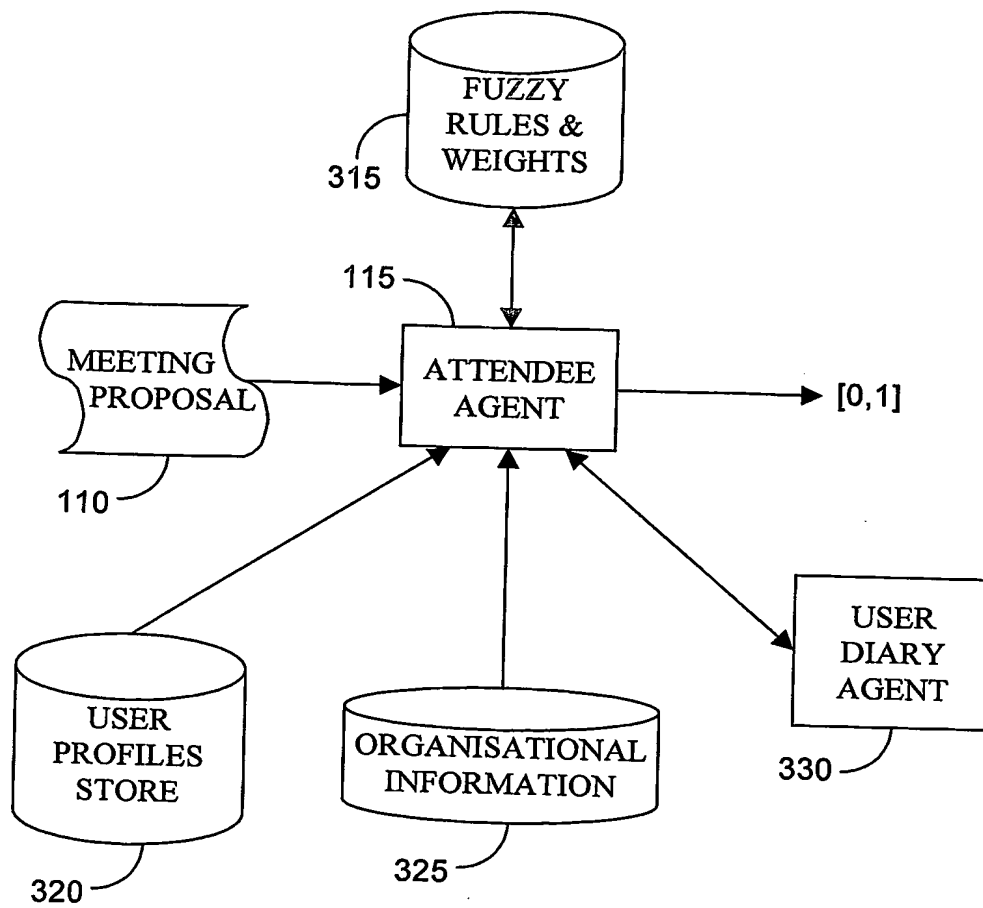 FUZZY
RULES &
WEIGHTS
315
115
MEETING
PROPOSAL
110
ATTENDEE
AGENT
[0,1]
USER
PROFILES
STORE
320
ORGANISATIONAL
INFORMATION
325
USER
DIARY
AGENT
330